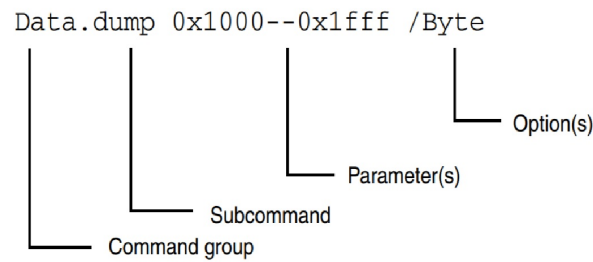 Data.dump 0x1000--0x1fff /Byte
Option(s)
Parameter(s)
Subcommand
Command group